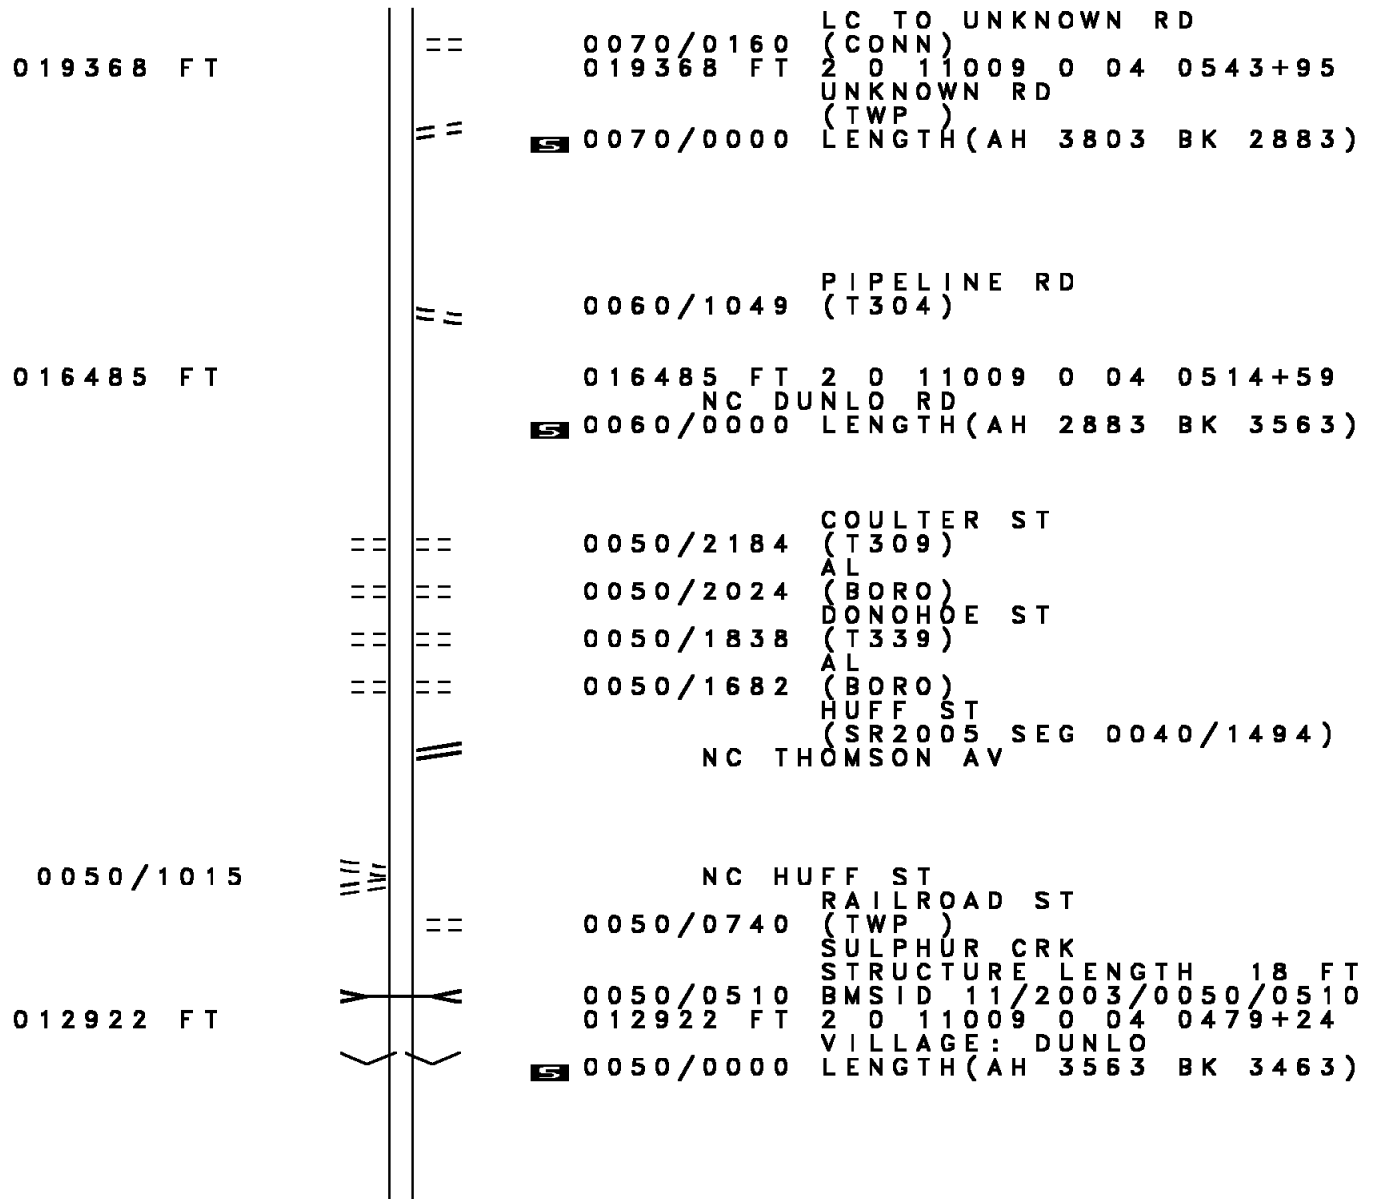 LC TO UNKNOWN RD
0070/0160 (CONN)
019368 FT 019368 FT 2 0 11009 0 04 0543+95
UNKNOWN RD
(TWP )
S 0070/0000 LENGTH(AH 3803 BK 2883)
PIPELINE RD
0060/1049 (T304)
016485 FT 016485 FT 2 0 11009 0 04 0514+59
NC DUNLO RD
S 0060/0000 LENGTH(AH 2883 BK 3563)
COULTER ST
0050/2184 (T309)
AL
0050/2024 (BORO)
DONOHOE ST
0050/1838 (T339)
AL
0050/1682 (BORO)
HUFF ST
(SR2005 SEG 0040/1494)
NC THOMSON AV
0050/1015 NC HUFF ST
RAILROAD ST
0050/0740 (TWP )
SULPHUR CRK
STRUCTURE LENGTH 18 FT
0050/0510 BMSID 11/2003/0050/0510
012922 FT 012922 FT 2 0 11009 0 04 0479+24
VILLAGE: DUNLO
S 0050/0000 LENGTH(AH 3563 BK 3463)